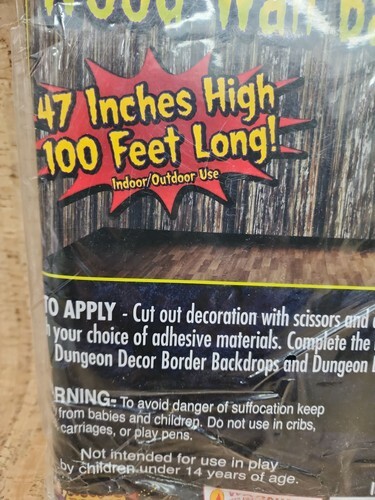 Wood Wall
47 Inches High
100 Feet Long!
Indoor/Outdoor Use
TO APPLY - Cut out decoration with scissors and
your choice of adhesive materials. Complete the
Dungeon Decor Border Backdrops and Dungeon
RNING- To avoid danger of suffocation keep
from babies and children. Do not use in cribs,
carriages, or play pens.
Not intended for use in play
by children under 14 years of age.